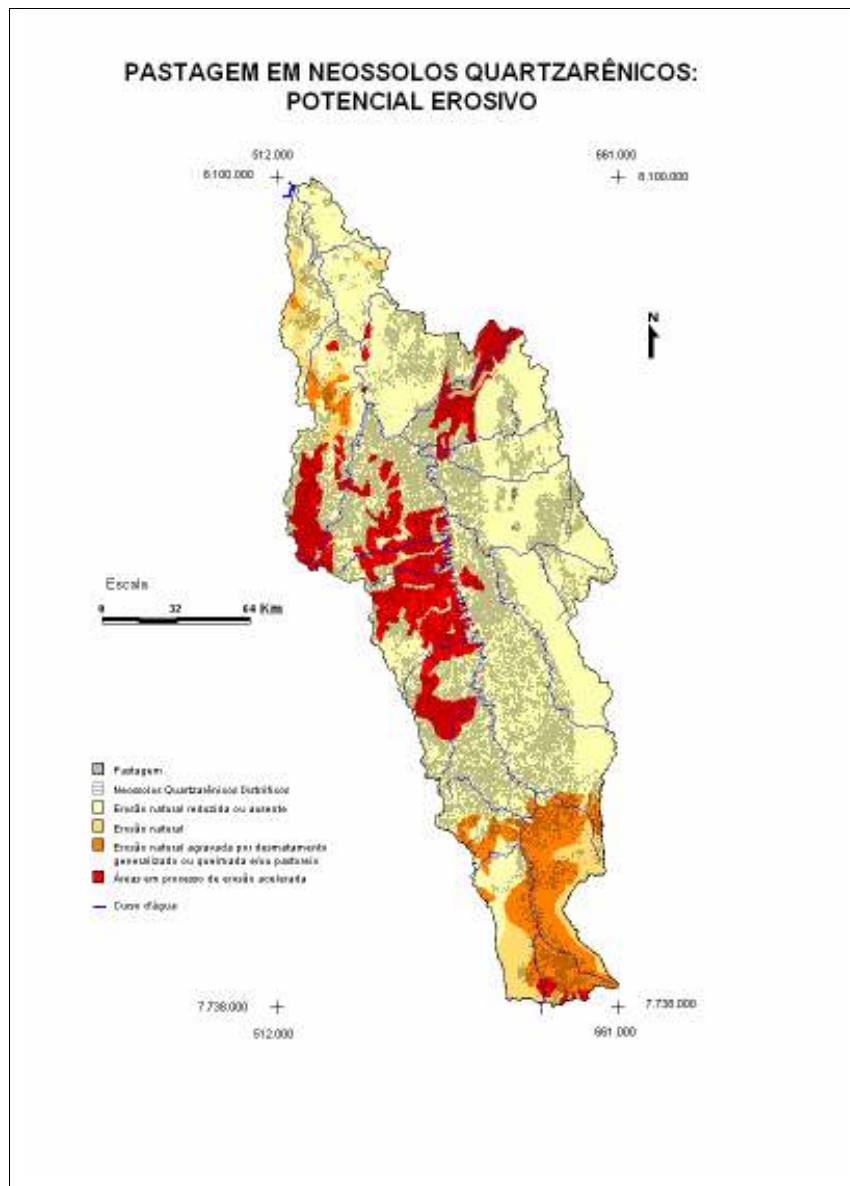 PASTAGEM EM NEOSSOLOS QUARTZARÊNICOS:
POTENCIAL EROSIVO
512.000
661.000
8.100.000
8.100.000
N
Escala
0 32 64 Km
Pastagem
Neossolos Quartzarênicos Distróficos
Erosão natural reduzida ou ausente
Erosão natural
Erosão natural agravada por desmatamento
generalizado ou queimada e/ou pastoreio
Áreas em processo de erosão acelerada
Curso d'água
7.738.000
7.738.000
512.000
661.000